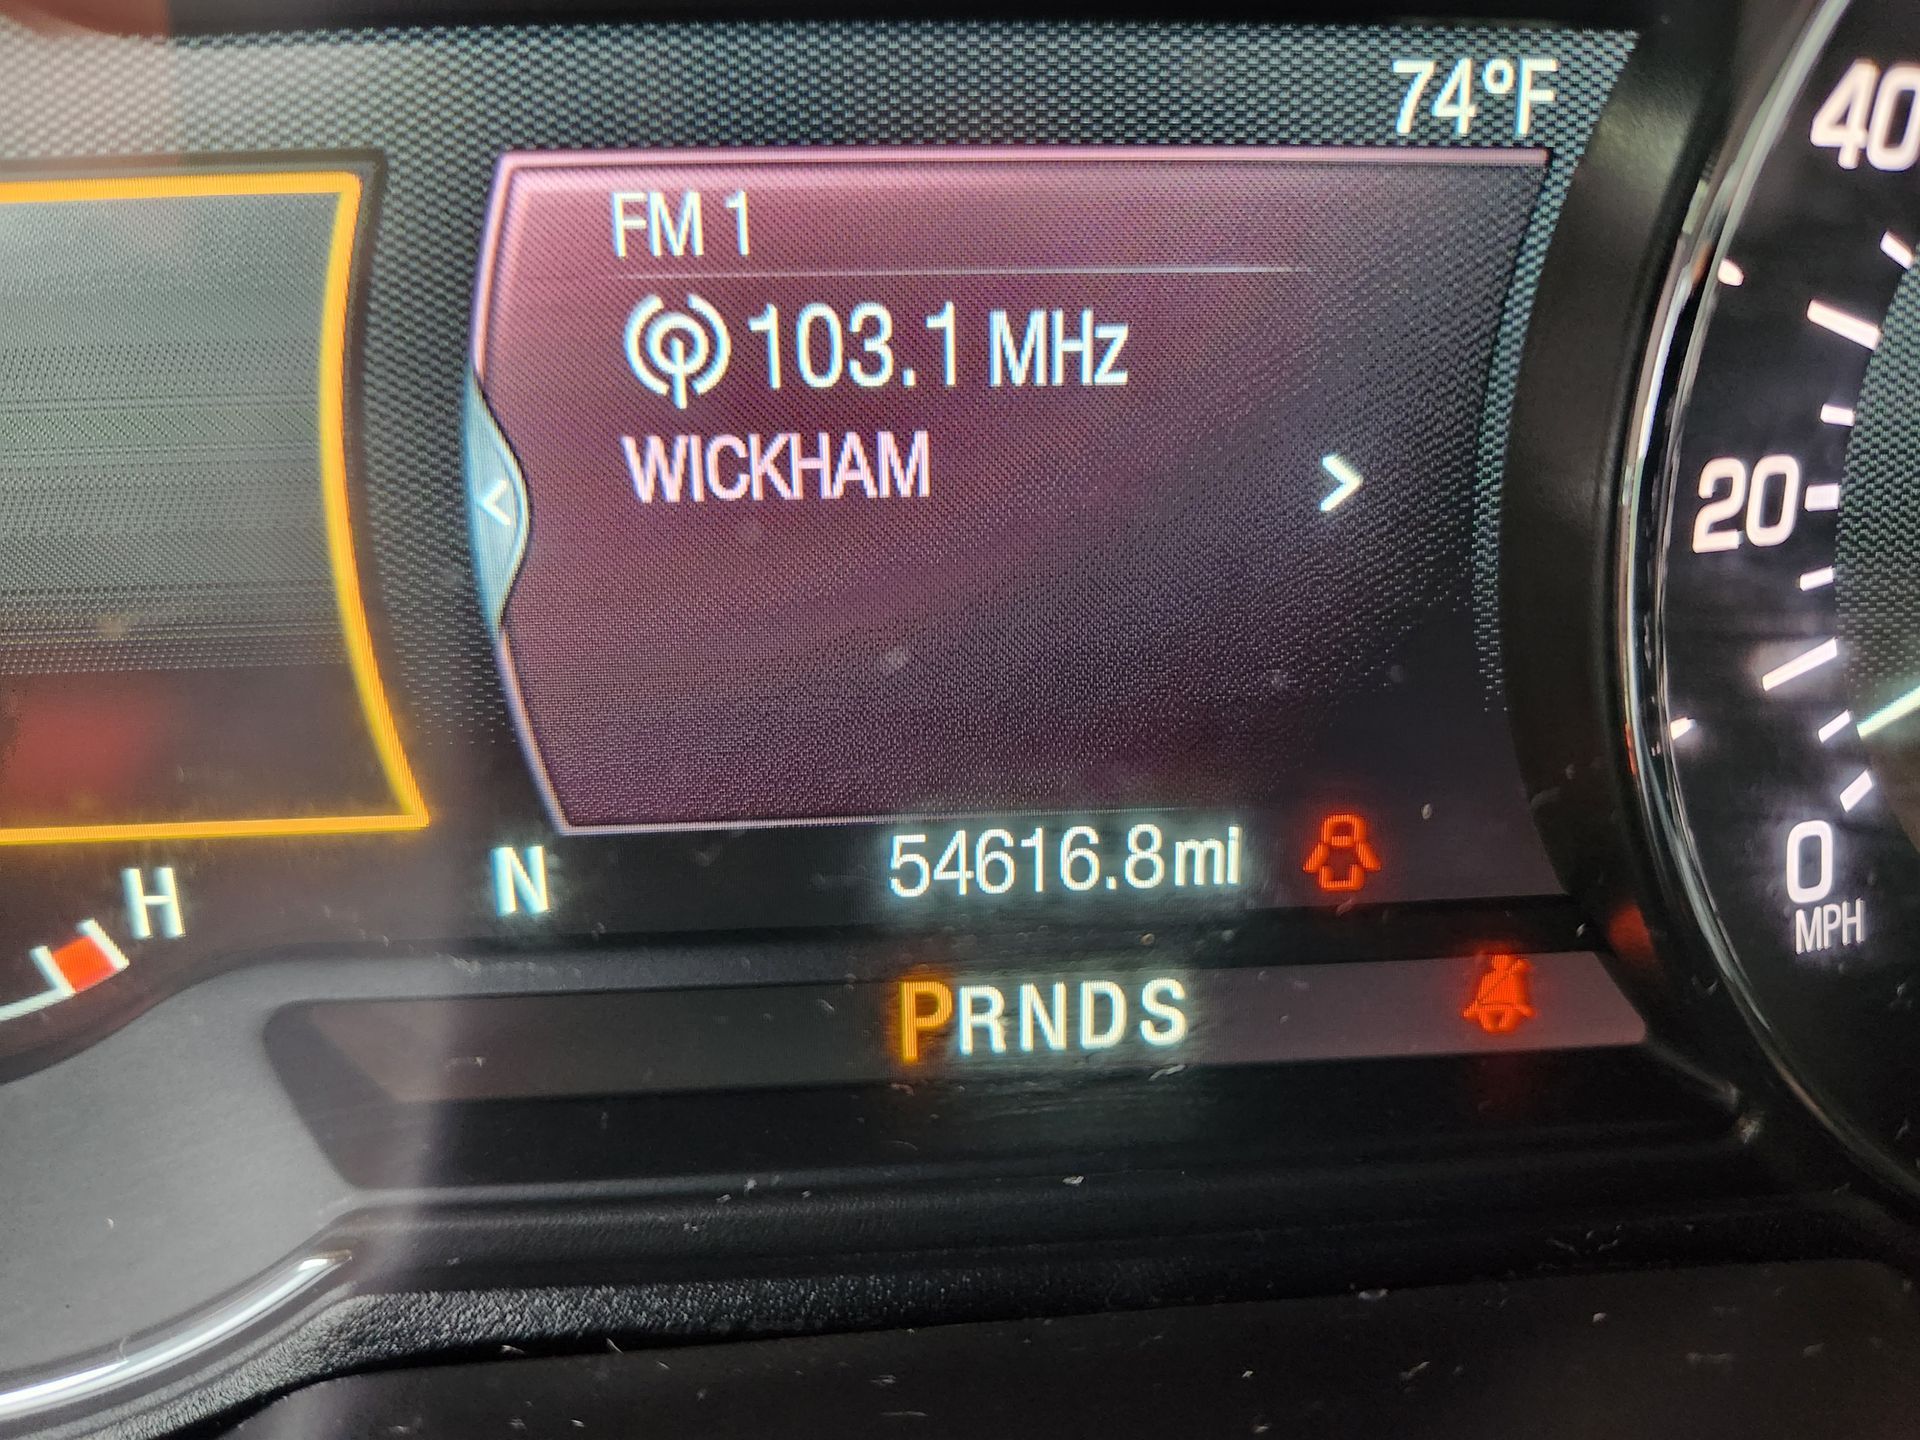 74°F
FM 1
103.1 MHz
WICKHAM
<
>
54616.8 mi
H
N
PRNDS
40
20
0
MPH